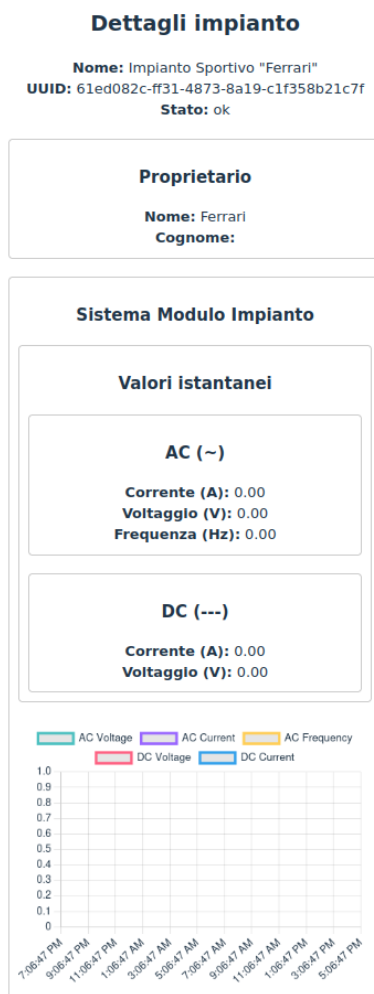 Dettagli impianto
Nome: Impianto Sportivo "Ferrari"
UUID: 61ed082c-ff31-4873-8a19-c1f358b21c7f
Stato: ok
Proprietario
Nome: Ferrari
Cognome:
Sistema Modulo Impianto
Valori istantanei
AC (~)
Corrente (A): 0.00
Voltaggio (V): 0.00
Frequenza (Hz): 0.00
DC (---)
Corrente (A): 0.00
Voltaggio (V): 0.00
AC Voltage AC Current AC Frequency
DC Voltage DC Current
1.0
0.9
0.8
0.7
0.6
0.5
0.4
0.3
0.2
0.1
0
7:06:47 PM 9:06:47 PM 11:06:47 PM 1:06:47 AM 3:06:47 AM 5:06:47 AM 7:06:47 AM 9:06:47 AM 11:06:47 AM 1:06:47 PM 3:06:47 PM 5:06:47 PM